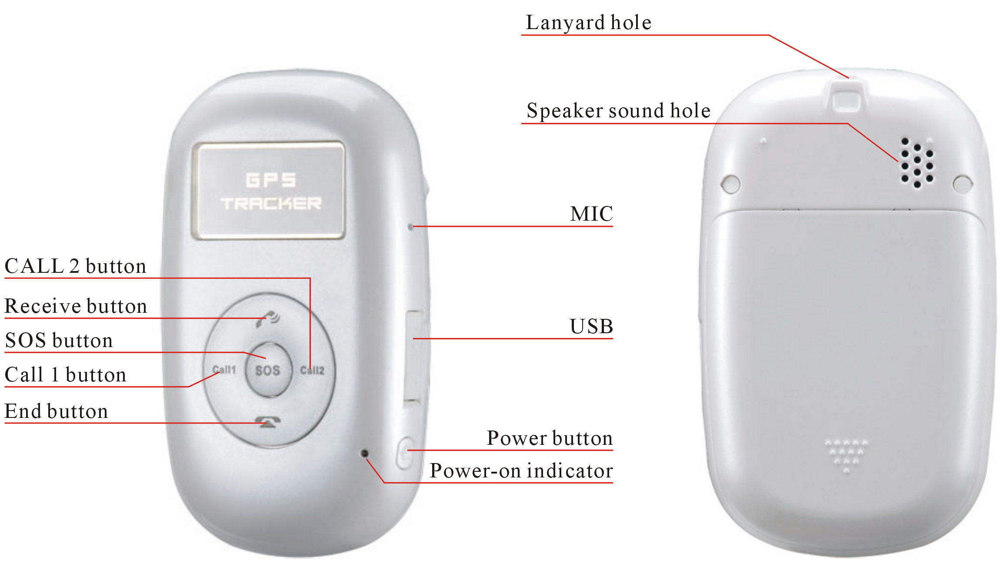 Lanyard hole
Speaker sound hole
GPS
TRACKER
MIC
CALL 2 button
Receive button
USB
SOS button
Call 1 button
Call1
SOS
Call2
End button
Power button
Power-on indicator